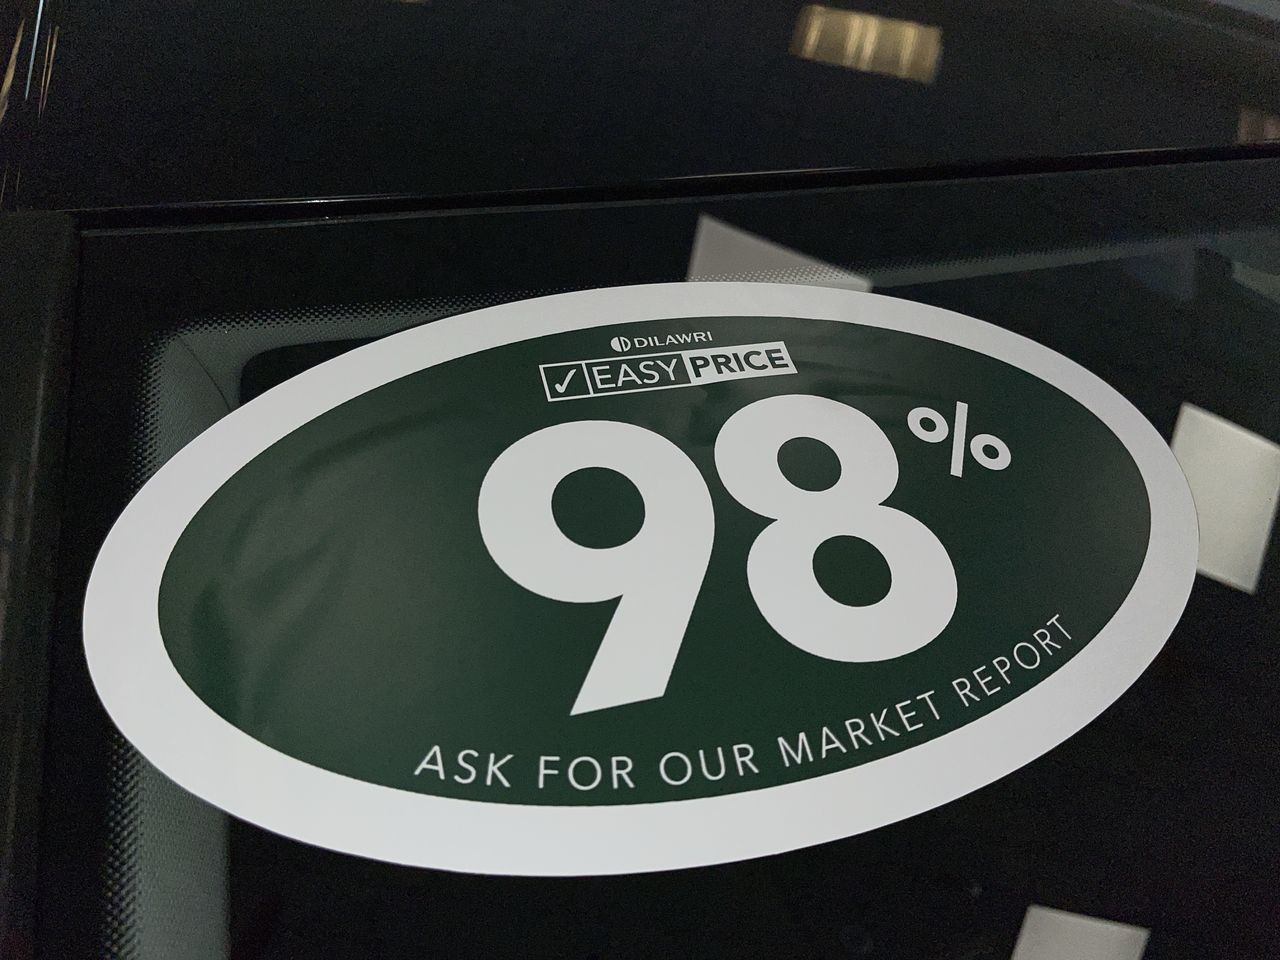 DILAWRI
✓ EASY PRICE
98%
ASK FOR OUR MARKET REPORT